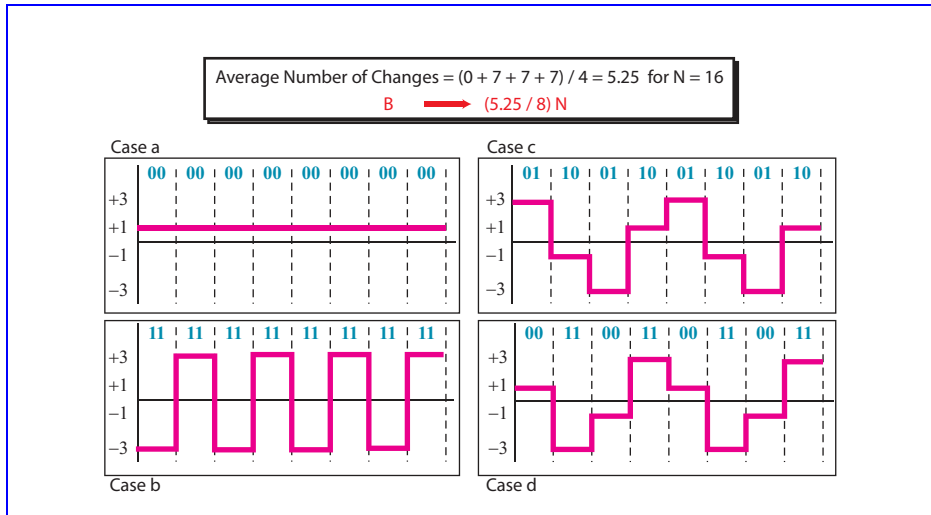 Average Number of Changes = (0 + 7 + 7 + 7) / 4 = 5.25 for N = 16
B (5.25 / 8) N
Case a
00 00 00 00 00 00 00 00
+3
+1
−1
−3
11 11 11 11 11 11 11 11
+3
+1
−1
−3
Case b
Case c
01 10 01 10 01 10 01 10
+3
+1
−1
−3
00 11 00 11 00 11 00 11
+3
+1
−1
−3
Case d